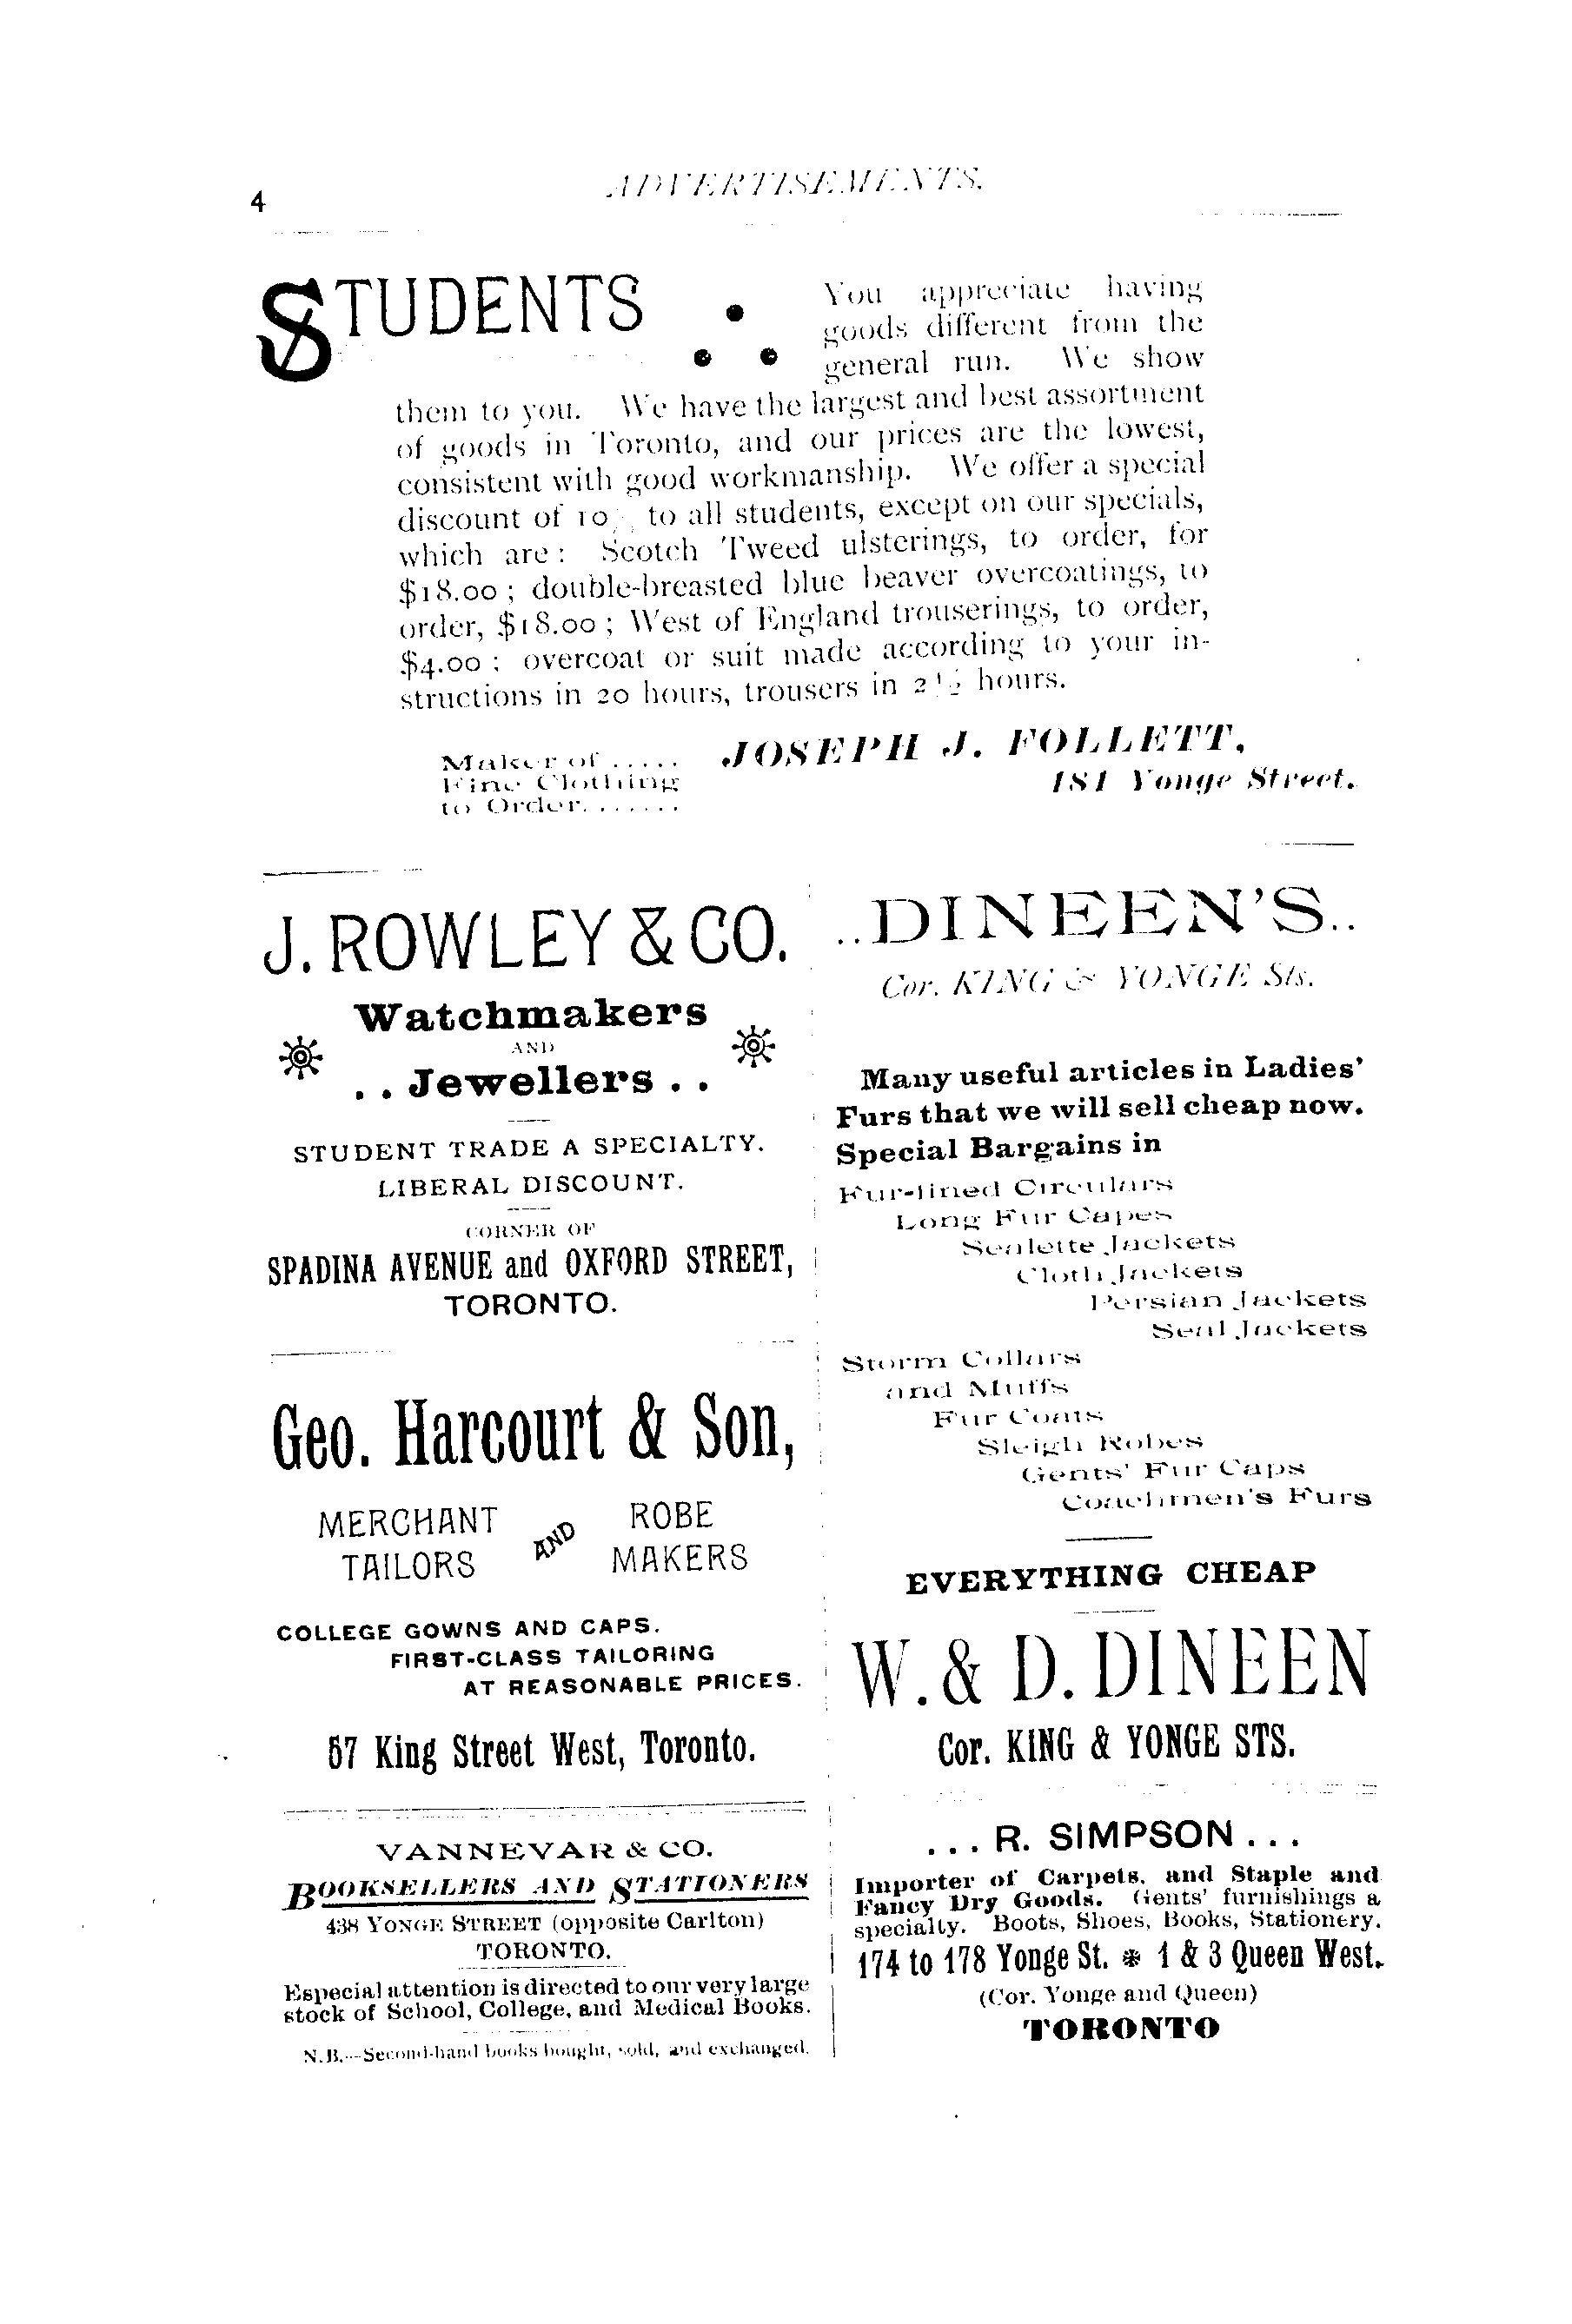 4
ADVERTISEMENTS.
STUDENTS
You appreciate having
goods different from the
general run. We show
them to you. We have the largest and best assortment
of goods in Toronto, and our prices are the lowest,
consistent with good workmanship. We offer a special
discount of 10 to all students, except on our specials,
which are: Scotch Tweed ulsterings, to order, for
$18.00; double-breasted blue beaver overcoatings, to
order, $18.00; West of England trouserings, to order,
$4.00; overcoat or suit made according to your in-
structions in 20 hours, trousers in 2½ hours.
Maker of .....
Fine Clothing
to Order.......
JOSEPH J. FOLLETT,
181 Yonge Street.
J. ROWLEY & CO.
Watchmakers
AND
. . Jewellers . .
STUDENT TRADE A SPECIALTY.
LIBERAL DISCOUNT.
CORNER OF
SPADINA AVENUE and OXFORD STREET,
TORONTO.
Geo. Harcourt & Son,
MERCHANT TAILORS AND ROBE MAKERS
COLLEGE GOWNS AND CAPS.
FIRST-CLASS TAILORING
AT REASONABLE PRICES.
57 King Street West, Toronto.
VANNEVAR & CO.
BOOKSELLERS AND STATIONERS
438 YONGE STREET (opposite Carlton)
TORONTO.
Especial attention is directed to our very large
stock of School, College, and Medical Books.
N.B.—Second-hand books bought, sold, and exchanged.
..DINEEN'S..
Cor. KING & YONGE Sts.
Many useful articles in Ladies'
Furs that we will sell cheap now.
Special Bargains in
Fur-lined Circulars
Long Fur Capes
Sealette Jackets
Cloth Jackets
Persian Jackets
Seal Jackets
Storm Collars
and Muffs
Fur Coats
Sleigh Robes
Gents' Fur Caps
Coachmen's Furs
EVERYTHING CHEAP
W. & D. DINEEN
Cor. KING & YONGE STS.
... R. SIMPSON ...
Importer of Carpets, and Staple and
Fancy Dry Goods. Gents' furnishings a
specialty. Boots, Shoes, Books, Stationery.
174 to 178 Yonge St. * 1 & 3 Queen West.
(Cor. Yonge and Queen)
TORONTO